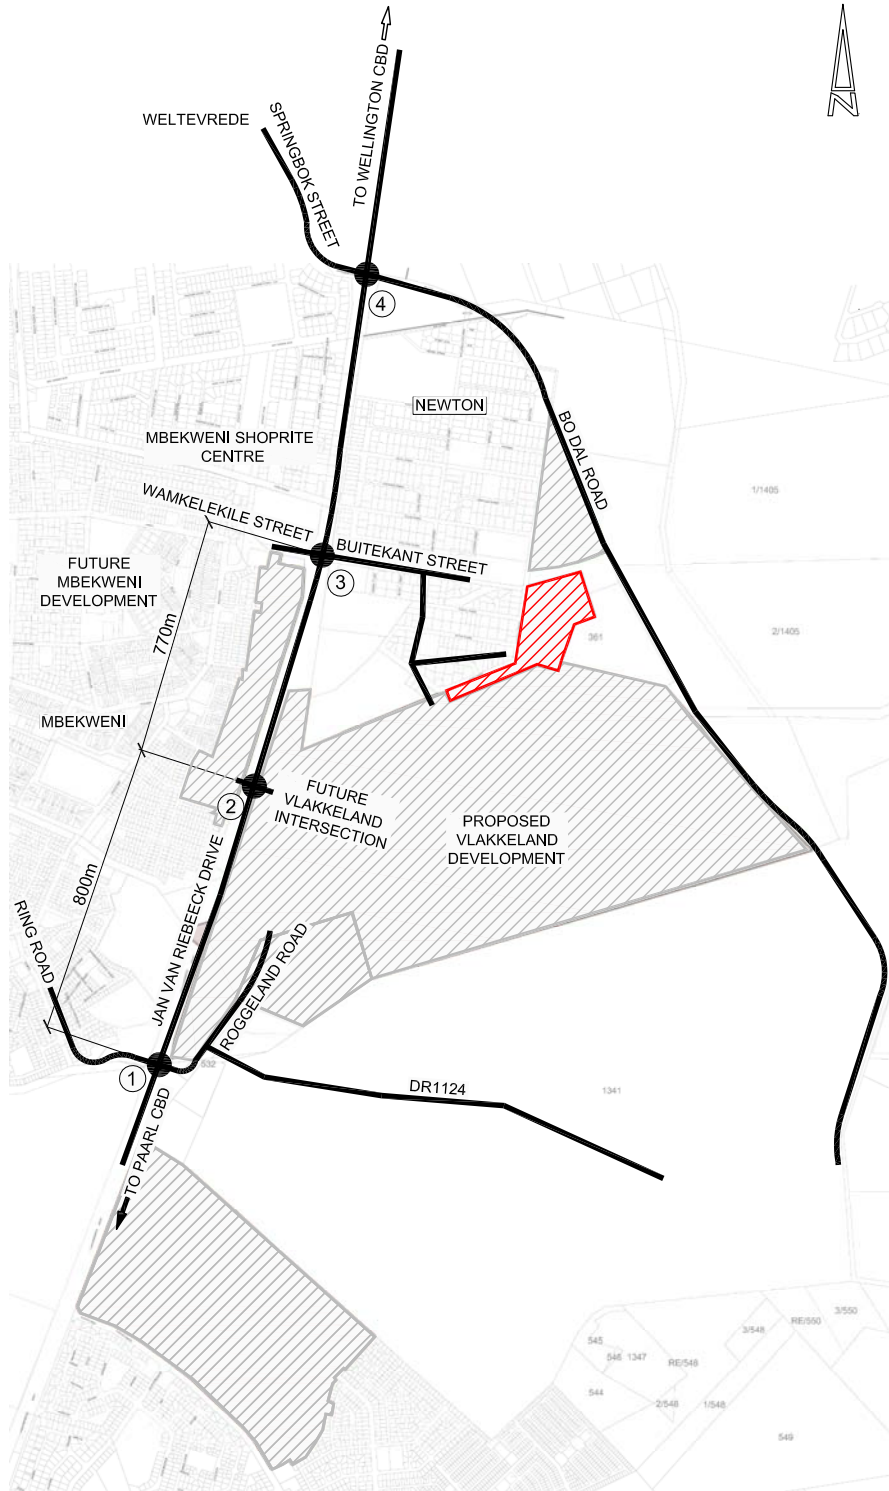 TO WELLINGTON CBD
N
WELTEVREDE
SPRINGBOK STREET
4
NEWTON
BO DAL ROAD
MBEKWENI SHOPRITE
CENTRE
1/1405
WAMKELEKILE STREET
BUITEKANT STREET
3
FUTURE
MBEKWENI
DEVELOPMENT
770m
361
2/1405
MBEKWENI
2
FUTURE
VLAKKELAND
INTERSECTION
PROPOSED
VLAKKELAND
DEVELOPMENT
800m
JAN VAN RIEBEECK DRIVE
RING ROAD
ROGGELAND ROAD
532
1
DR1124
1341
TO PAARL CBD
3/550
RE/550
3/548
545
546
1347
RE/548
544
2/548
1/548
549